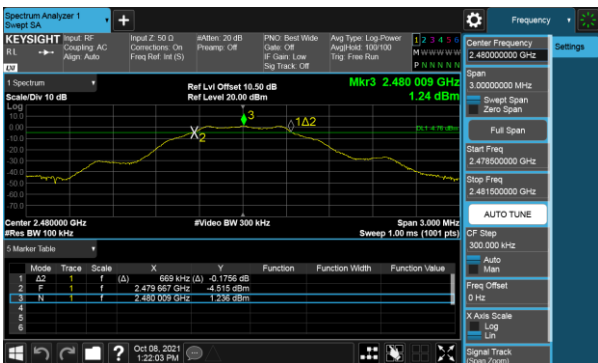 Spectrum Analyzer 1
Swept SA
Frequency
KEYSIGHT Input: RF Input Z: 50 Ω #Atten: 20 dB PNO: Best Wide Avg Type: Log-Power 1 2 3 4 5 6
RL Coupling: AC Corrections: On Preamp: Off Gate: Off Avg|Hold: 100/100 M W W W W W
Align: Auto Freq Ref: Int (S) IF Gain: Low Trig: Free Run
Sig Track: Off P N N N N N
LXI
Center Frequency
2.480000000 GHz
Settings
Span
3.00000000 MHz
Swept Span
Zero Span
Full Span
Start Freq
2.478500000 GHz
Stop Freq
2.481500000 GHz
AUTO TUNE
CF Step
300.000 kHz
Auto
Man
Freq Offset
0 Hz
X Axis Scale
Log
Lin
Signal Track
(Span Zoom)
1 Spectrum Ref Lvl Offset 10.50 dB Mkr3 2.480 009 GHz
Scale/Div 10 dB Ref Level 20.00 dBm 1.24 dBm
Log
10.0
0.00
-10.0
-20.0
-30.0
-40.0
-50.0
-60.0
-70.0
3
1Δ2
X2
DL1 -4.76 dBm
Center 2.480000 GHz #Video BW 300 kHz Span 3.000 MHz
#Res BW 100 kHz Sweep 1.00 ms (1001 pts)
5 Marker Table
Mode Trace Scale X Y Function Function Width Function Value
1 Δ2 1 f (Δ) 669 kHz (Δ) -0.1756 dB
2 F 1 f 2.479 667 GHz -4.515 dBm
3 N 1 f 2.480 009 GHz 1.236 dBm
4
5
6
? Oct 08, 2021
1:22:03 PM